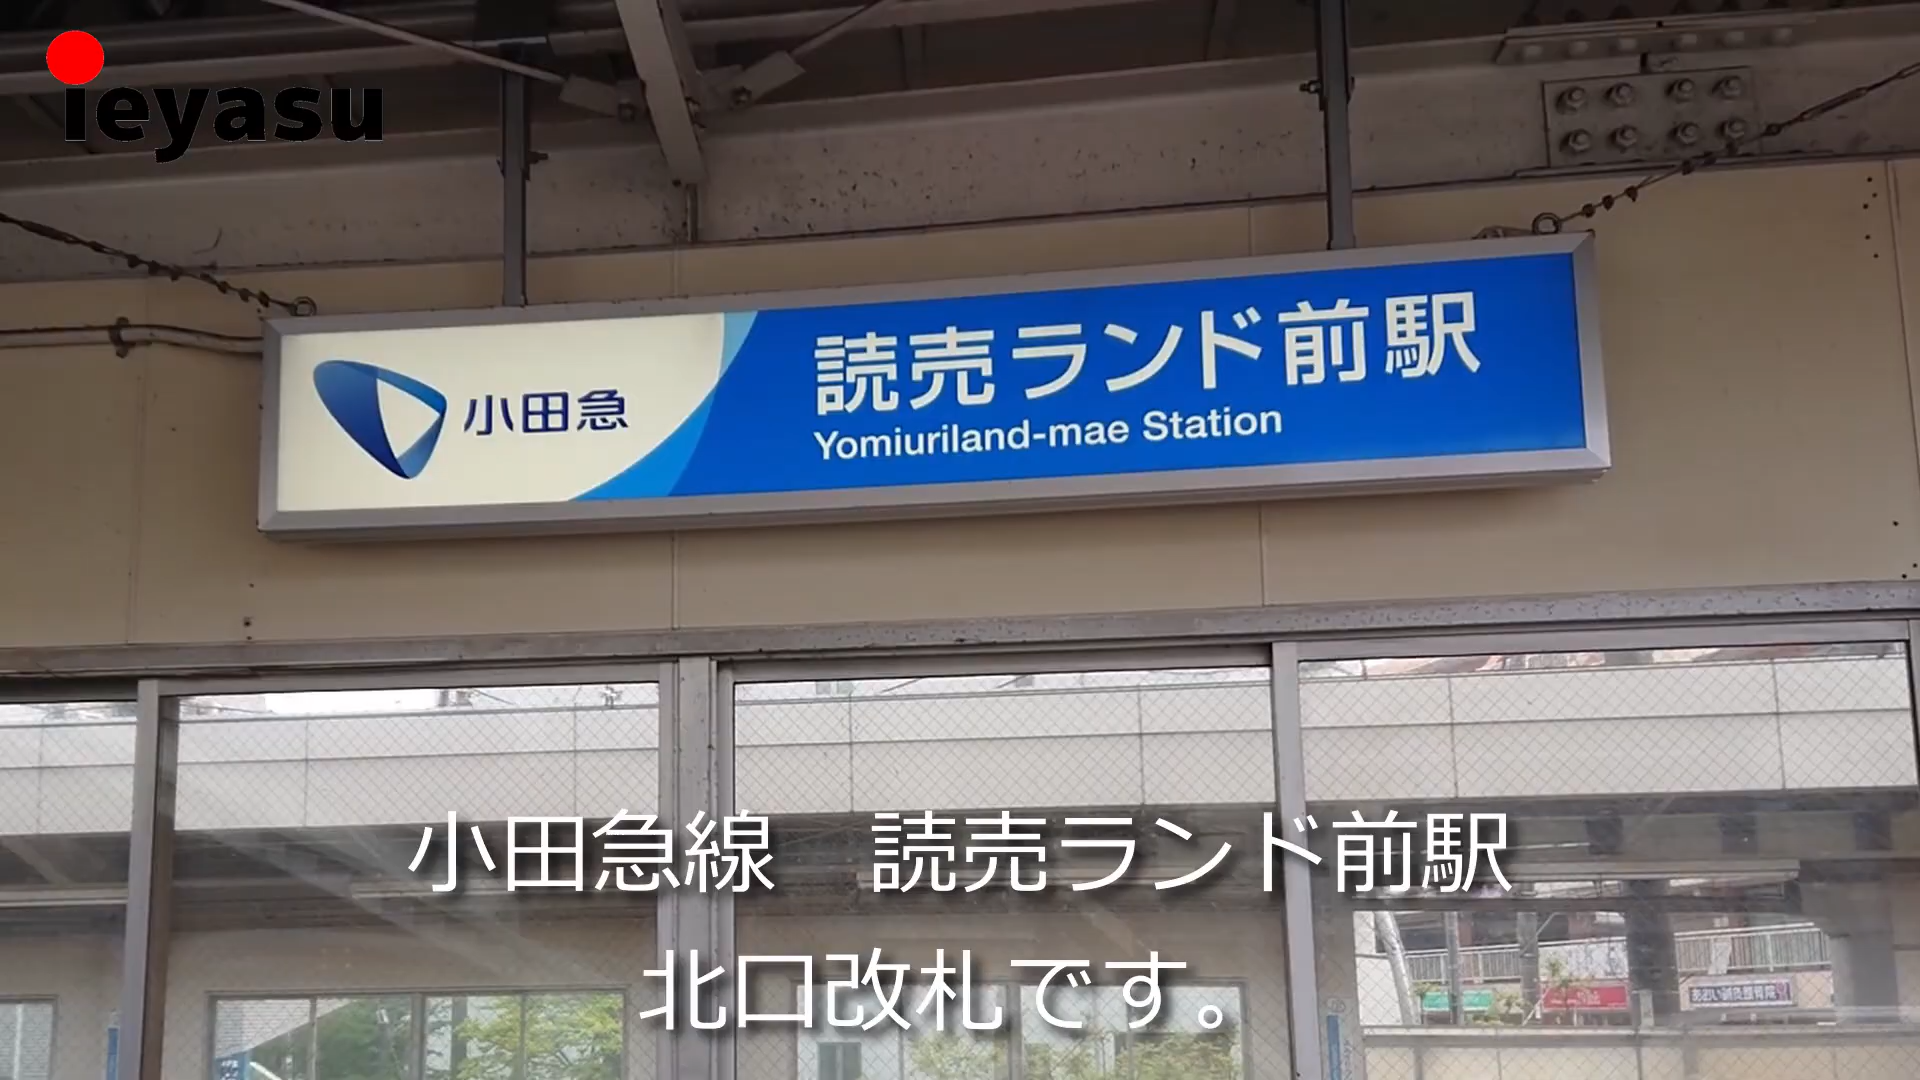 ieyasu
小田急
読売ランド前駅
Yomiuriland-mae Station
小田急線　読売ランド前駅
北口改札です。